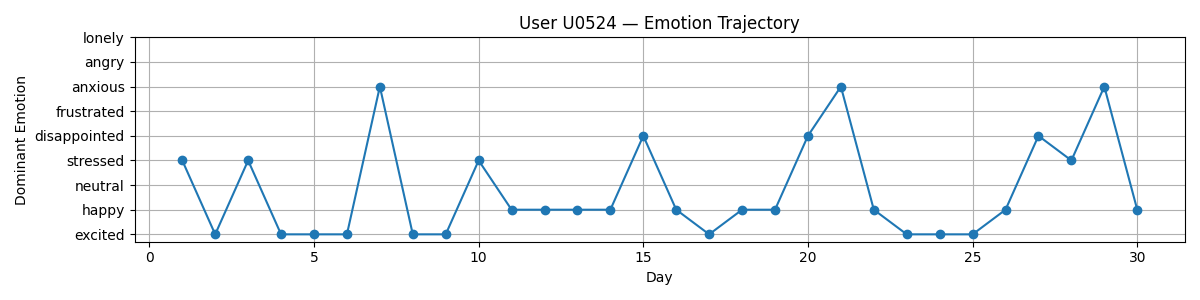 User U0524 — Emotion Trajectory
Dominant Emotion
lonely
angry
anxious
frustrated
disappointed
stressed
neutral
happy
excited
0 5 10 15 20 25 30
Day